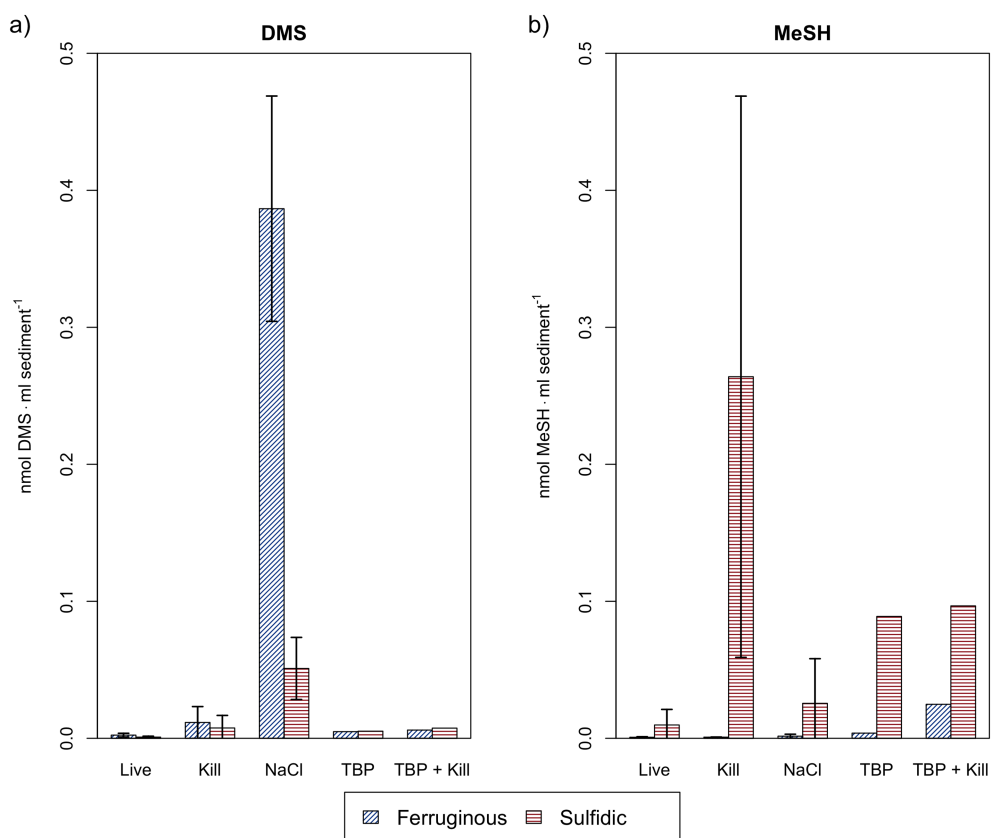 a)
DMS
nmol DMS · ml sediment⁻¹
0.0
0.1
0.2
0.3
0.4
0.5
Live
Kill
NaCl
TBP
TBP + Kill
b)
MeSH
nmol MeSH · ml sediment⁻¹
0.0
0.1
0.2
0.3
0.4
0.5
Live
Kill
NaCl
TBP
TBP + Kill
Ferruginous
Sulfidic